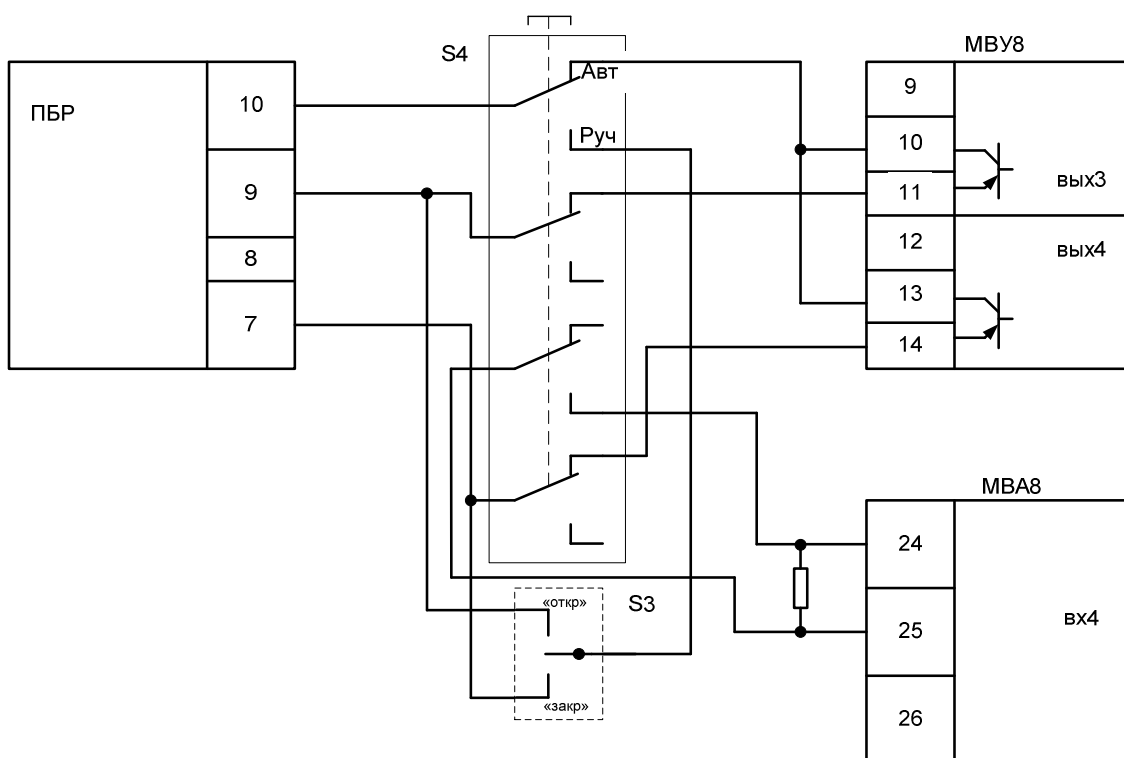 S4
МВУ8
ПБР
10
9
8
7
Авт
Руч
9
10
11
вых3
12
вых4
13
14
МВА8
24
25
вх4
26
«откр»
S3
«закр»